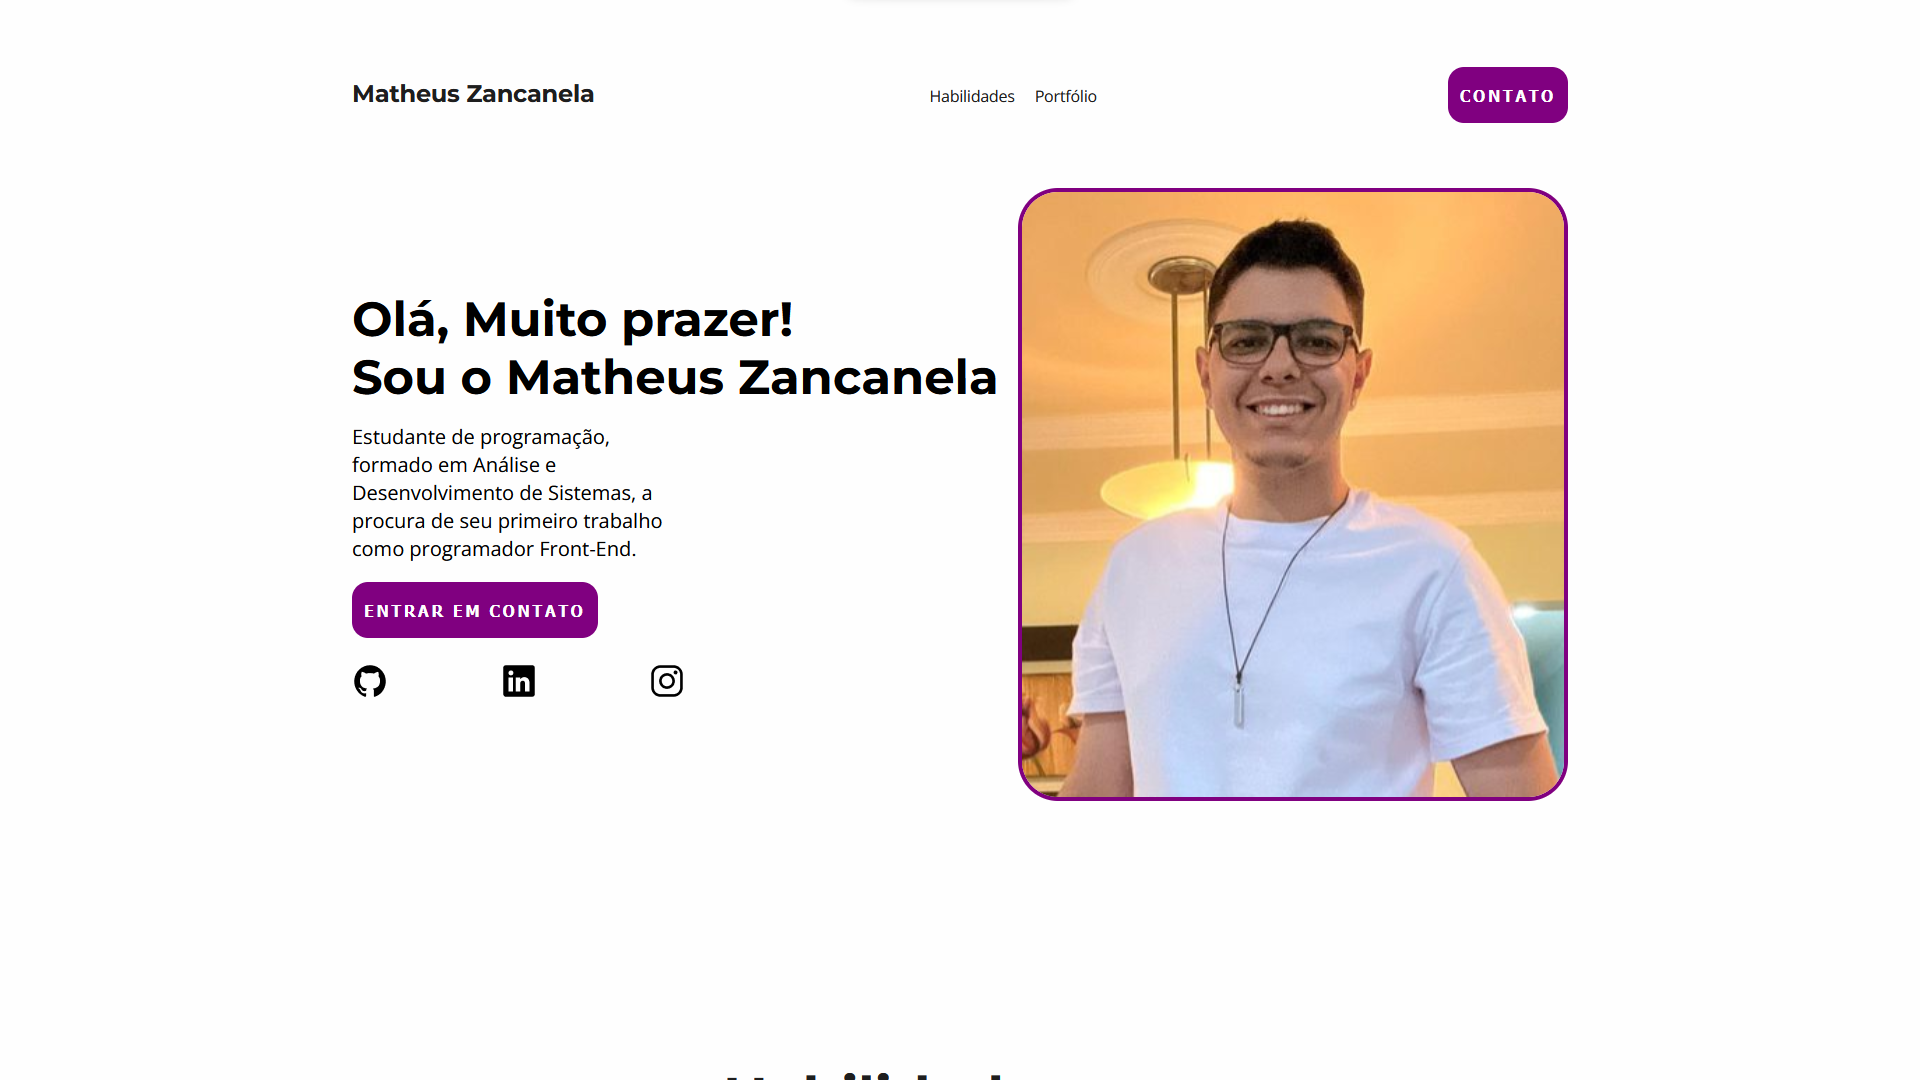 Matheus Zancanela
Habilidades Portfólio
CONTATO
Olá, Muito prazer!
Sou o Matheus Zancanela
Estudante de programação,
formado em Análise e
Desenvolvimento de Sistemas, a
procura de seu primeiro trabalho
como programador Front-End.
ENTRAR EM CONTATO
in